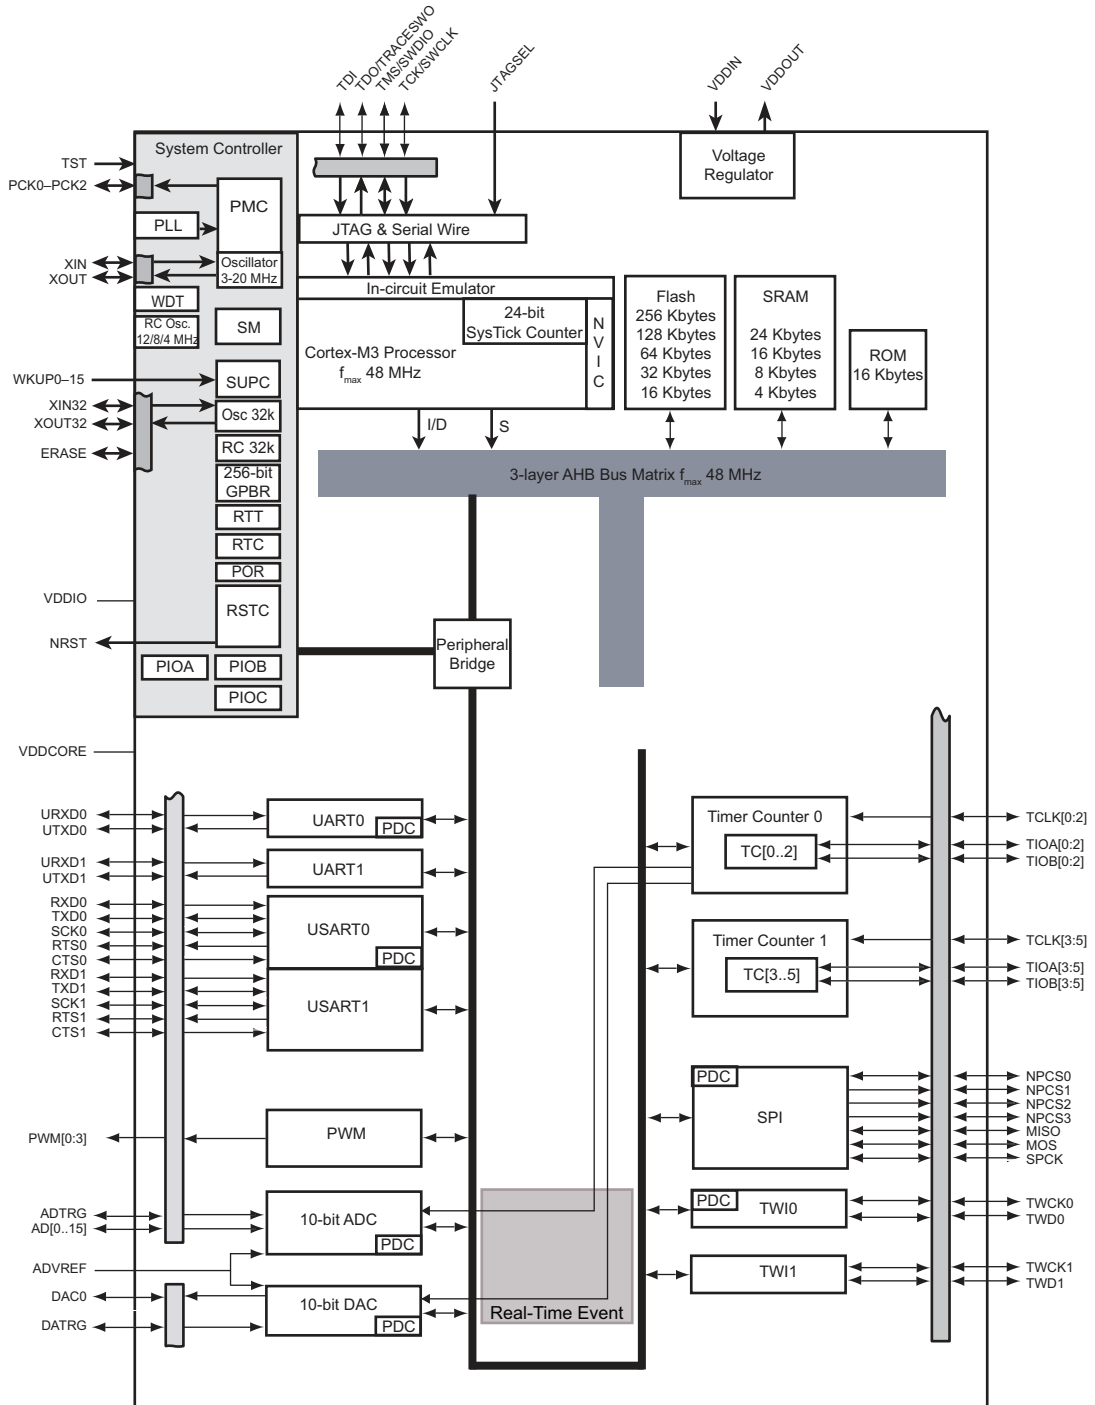 TDI
TDO/TRACESWO
TMS/SWDIO
TCK/SWCLK
JTAGSEL
VDDIN
VDDOUT
System Controller
TST
PCK0–PCK2
PMC
PLL
XIN
XOUT
Oscillator
3-20 MHz
WDT
RC Osc.
12/8/4 MHz
SM
WKUP0–15
SUPC
XIN32
XOUT32
Osc 32k
ERASE
RC 32k
256-bit
GPBR
RTT
RTC
POR
VDDIO
RSTC
NRST
PIOA
PIOB
PIOC
Voltage
Regulator
JTAG & Serial Wire
In-circuit Emulator
24-bit
SysTick Counter
N
V
I
C
Cortex-M3 Processor
fmax 48 MHz
Flash
256 Kbytes
128 Kbytes
64 Kbytes
32 Kbytes
16 Kbytes
SRAM
24 Kbytes
16 Kbytes
8 Kbytes
4 Kbytes
ROM
16 Kbytes
I/D
S
3-layer AHB Bus Matrix fmax 48 MHz
Peripheral
Bridge
VDDCORE
URXD0
UTXD0
UART0
PDC
URXD1
UTXD1
UART1
RXD0
TXD0
SCK0
RTS0
CTS0
USART0
PDC
RXD1
TXD1
SCK1
RTS1
CTS1
USART1
PWM[0:3]
PWM
ADTRG
AD[0..15]
10-bit ADC
PDC
ADVREF
DAC0
DATRG
10-bit DAC
PDC
Real-Time Event
Timer Counter 0
TC[0..2]
TCLK[0:2]
TIOA[0:2]
TIOB[0:2]
Timer Counter 1
TC[3..5]
TCLK[3:5]
TIOA[3:5]
TIOB[3:5]
PDC
SPI
NPCS0
NPCS1
NPCS2
NPCS3
MISO
MOS
SPCK
PDC
TWI0
TWCK0
TWD0
TWI1
TWCK1
TWD1